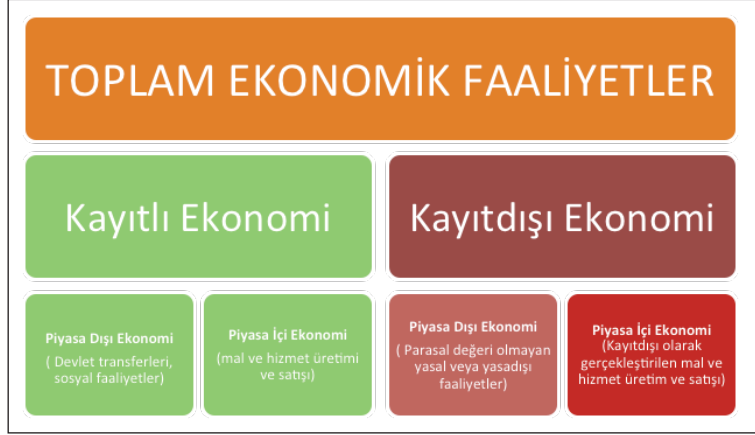 TOPLAM EKONOMİK FAALİYETLER
Kayıtlı Ekonomi
Kayıtdışı Ekonomi
Piyasa Dışı Ekonomi
( Devlet transferleri,
sosyal faaliyetler)
Piyasa İçi Ekonomi
(mal ve hizmet üretimi
ve satışı)
Piyasa Dışı Ekonomi
( Parasal değeri olmayan
yasal veya yasadışı
faaliyetler)
Piyasa İçi Ekonomi
(Kayıtdışı olarak
gerçekleştirilen mal ve
hizmet üretim ve satışı)